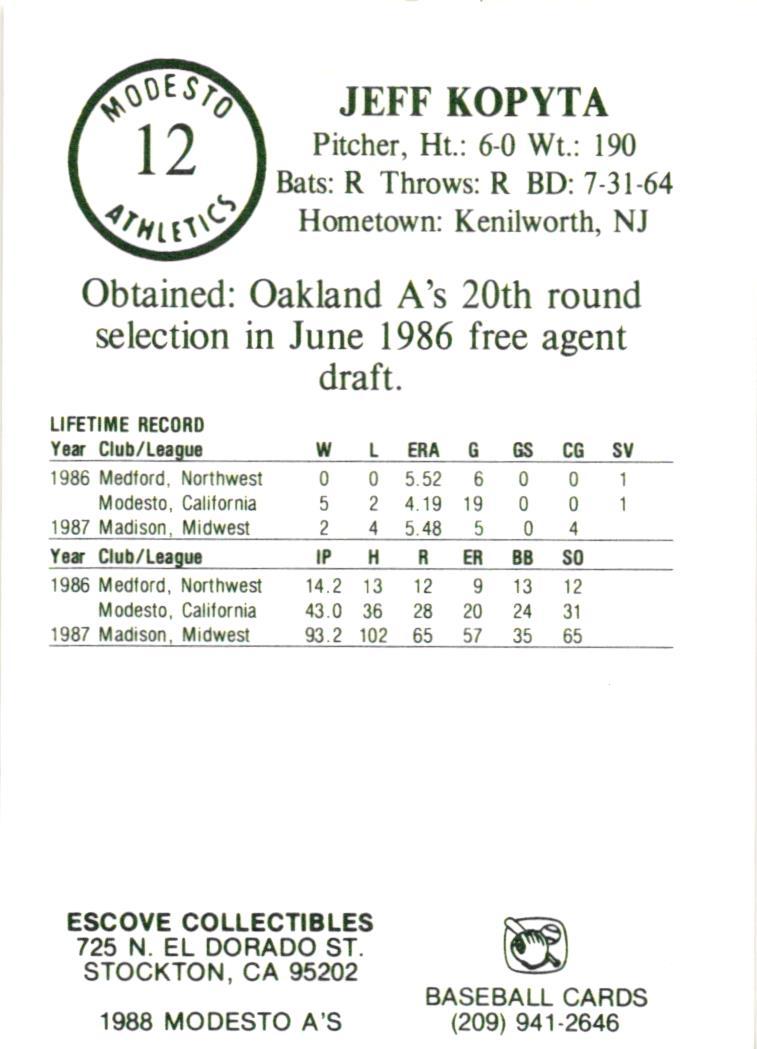 MODESTO
12
ATHLETICS
JEFF KOPYTA
Pitcher, Ht.: 6-0 Wt.: 190
Bats: R Throws: R BD: 7-31-64
Hometown: Kenilworth, NJ
Obtained: Oakland A's 20th round
selection in June 1986 free agent
draft.
LIFETIME RECORD
Year Club/League W L ERA G GS CG SV
1986 Medford, Northwest 0 0 5.52 6 0 0 1
Modesto, California 5 2 4.19 19 0 0 1
1987 Madison, Midwest 2 4 5.48 5 0 4
Year Club/League IP H R ER BB SO
1986 Medford, Northwest 14.2 13 12 9 13 12
Modesto, California 43.0 36 28 20 24 31
1987 Madison, Midwest 93.2 102 65 57 35 65
ESCOVE COLLECTIBLES
725 N. EL DORADO ST.
STOCKTON, CA 95202
1988 MODESTO A'S
BASEBALL CARDS
(209) 941-2646